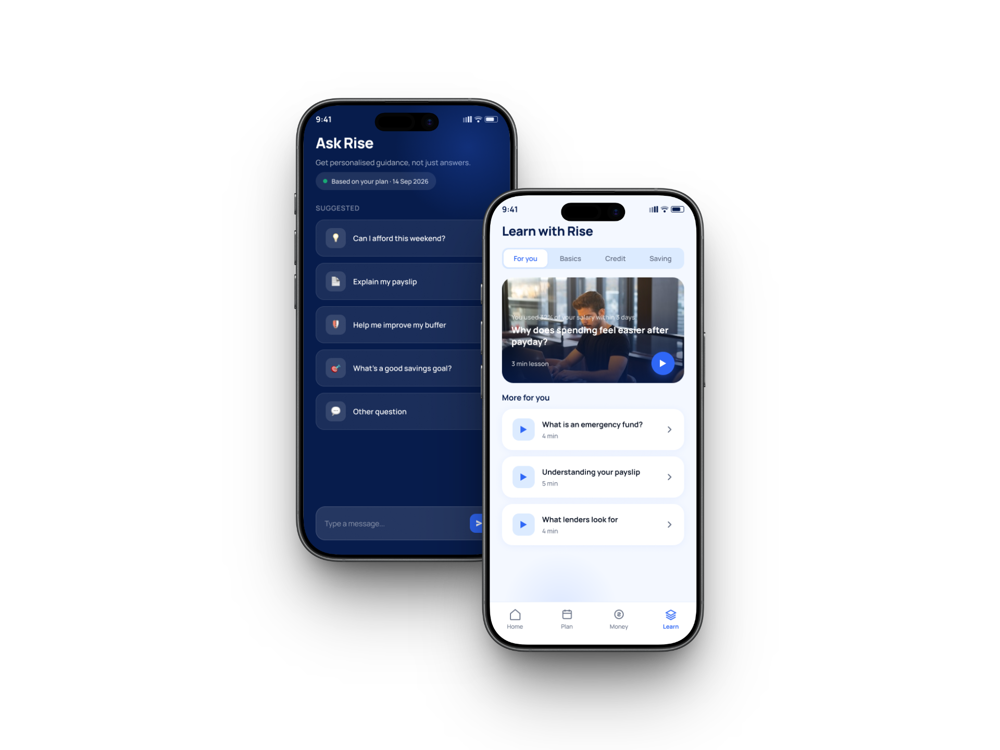 9:41
Ask Rise
Get personalised guidance, not just answers.
Based on your plan · 14 Sep 2026
SUGGESTED
Can I afford this weekend?
Explain my payslip
Help me improve my buffer
What's a good savings goal?
Other question
Type a message...
9:41
Learn with Rise
For you
Basics
Credit
Saving
You used 32% of your salary within 3 days
Why does spending feel easier after
payday?
3 min lesson
More for you
What is an emergency fund?
4 min
Understanding your payslip
5 min
What lenders look for
4 min
Home
Plan
Money
Learn